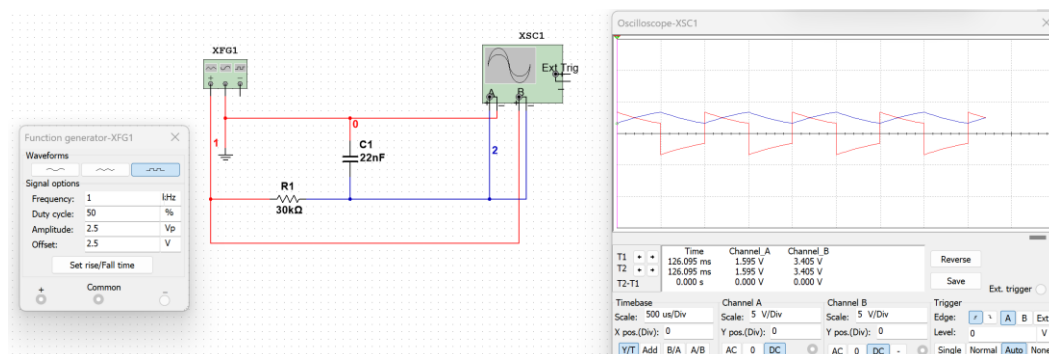 XFG1
XSC1
Ext Trig
A
B
1
0
C1
22nF
2
R1
30kΩ
Function generator-XFG1
Waveforms
Signal options
Frequency: 1 kHz
Duty cycle: 50 %
Amplitude: 2.5 Vp
Offset: 2.5 V
Set rise/Fall time
+ Common −
Oscilloscope-XSC1
Time Channel_A Channel_B
T1 126.095 ms 1.595 V 3.405 V
T2 126.095 ms 1.595 V 3.405 V
T2-T1 0.000 s 0.000 V 0.000 V
Reverse
Save
Ext. trigger
Timebase
Scale: 500 us/Div
X pos.(Div): 0
Y/T Add B/A A/B
Channel A
Scale: 5 V/Div
Y pos.(Div): 0
AC 0 DC
Channel B
Scale: 5 V/Div
Y pos.(Div): 0
AC 0 DC -
Trigger
Edge: A B Ext
Level: 0 V
Single Normal Auto None